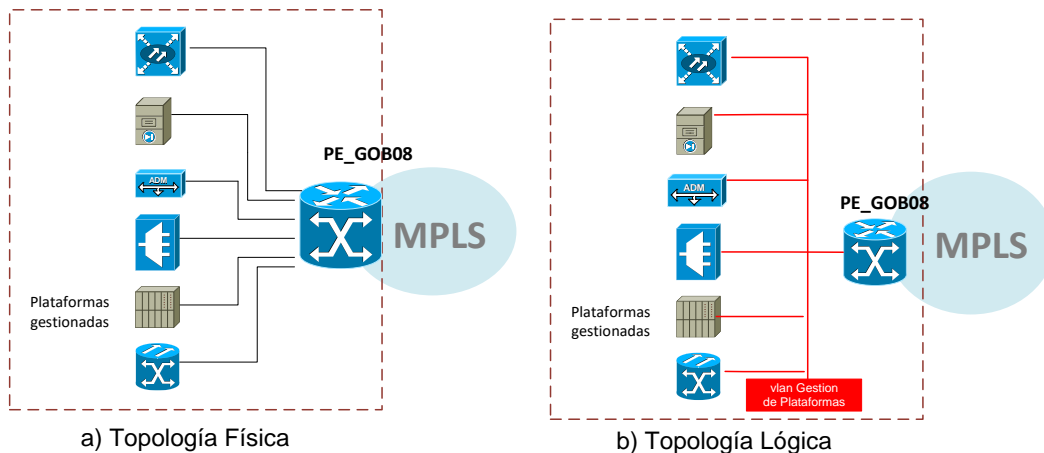 PE_GOB08
ADM
MPLS
Plataformas
gestionadas
a) Topología Física
PE_GOB08
ADM
MPLS
Plataformas
gestionadas
vlan Gestion
de Plataformas
b) Topología Lógica